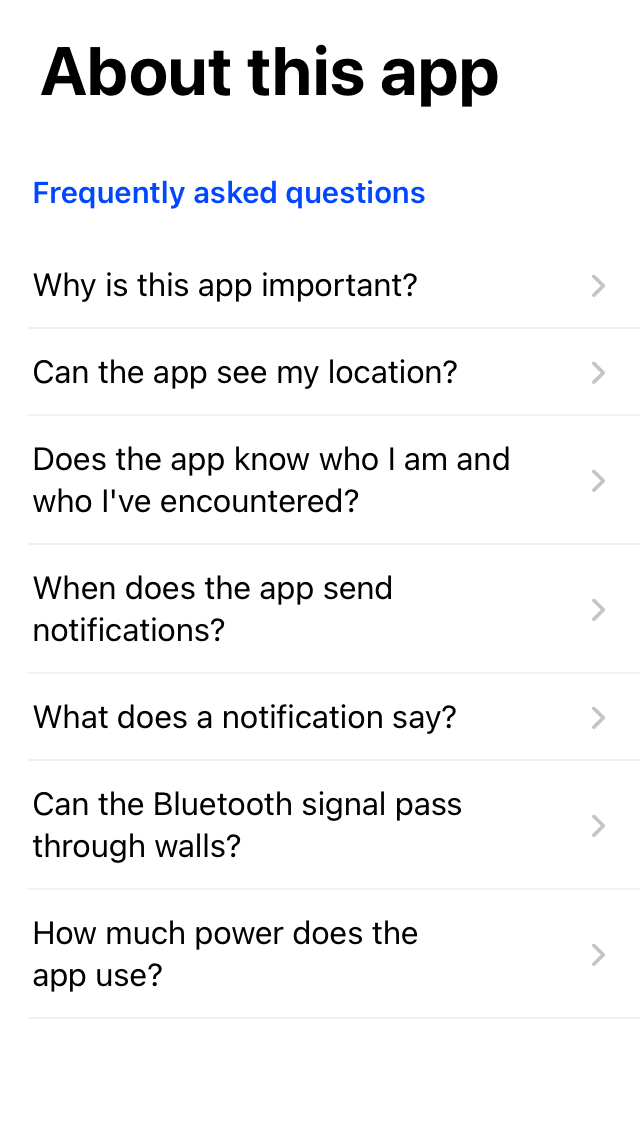 About this app
Frequently asked questions
Why is this app important?
Can the app see my location?
Does the app know who I am and
who I've encountered?
When does the app send
notifications?
What does a notification say?
Can the Bluetooth signal pass
through walls?
How much power does the
app use?